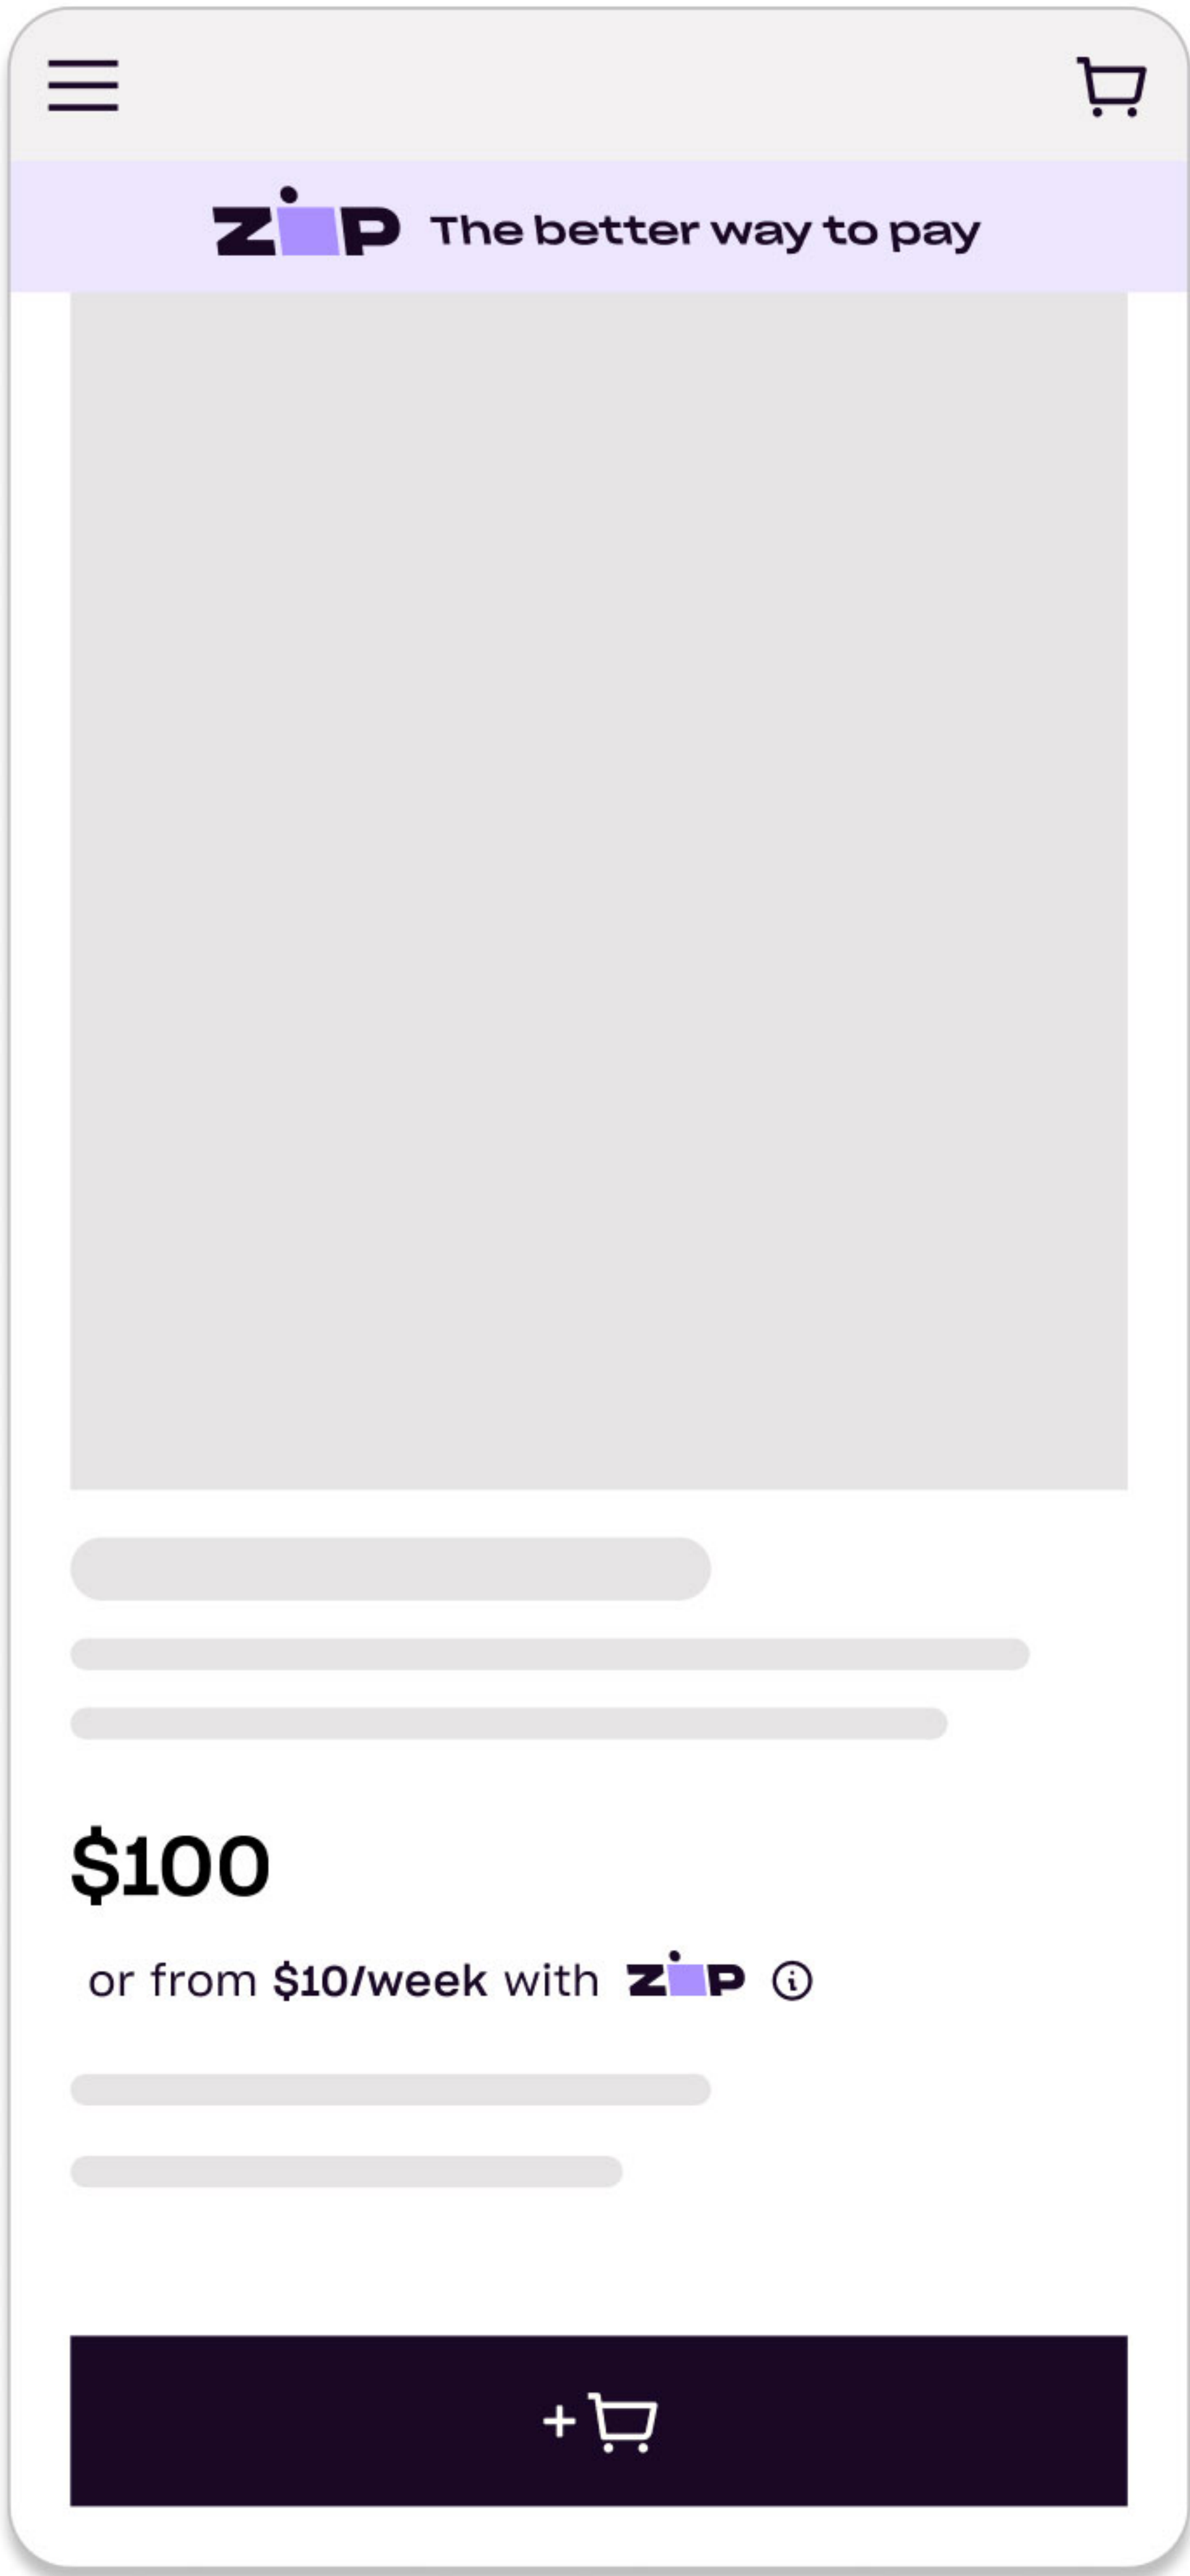 zip The better way to pay
$100
or from $10/week with zip